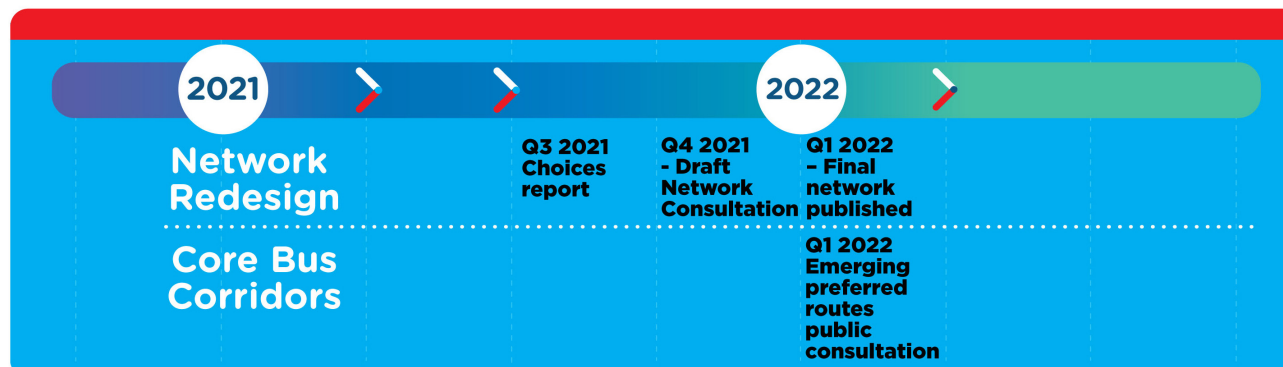 2021
2022
Network
Redesign
Q3 2021
Choices
report
Q4 2021
- Draft
Network
Consultation
Q1 2022
– Final
network
published
Core Bus
Corridors
Q1 2022
Emerging
preferred
routes
public
consultation